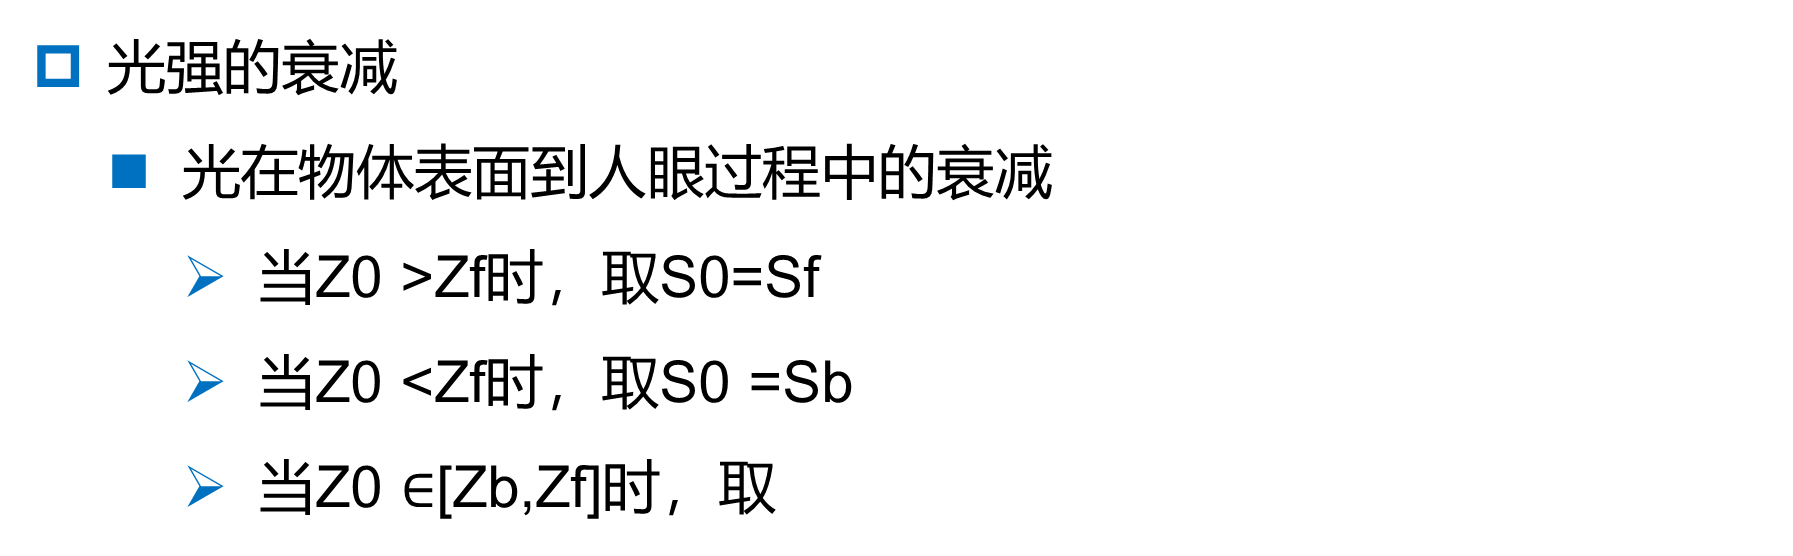 光强的衰减
光在物体表面到人眼过程中的衰减
当Z0 >Zf时，取S0=Sf
当Z0 <Zf时，取S0 =Sb
当Z0 ∈[Zb,Zf]时，取